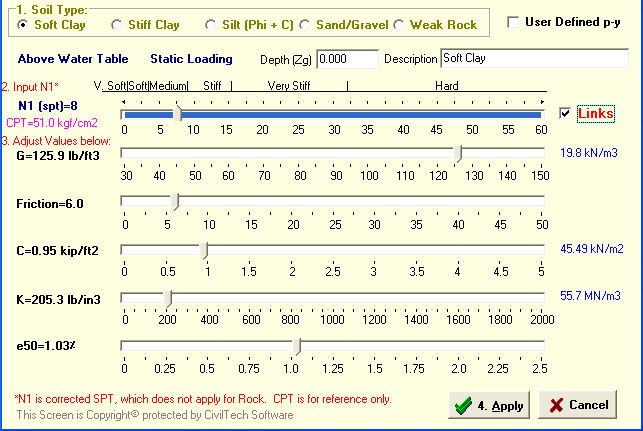 1. Soil Type:
Soft Clay Stiff Clay Silt (Phi + C) Sand/Gravel Weak Rock User Defined p-y
Above Water Table Static Loading Depth (Zg) 0.000 Description Soft Clay
2. Input N1* V. Soft|Soft|Medium| Stiff | Very Stiff | Hard
N1 (spt)=8
CPT=51.0 kgf/cm2 Links
0 5 10 15 20 25 30 35 40 45 50 55 60
3. Adjust Values below:
G=125.9 lb/ft3 19.8 kN/m3
30 40 50 60 70 80 90 100 110 120 130 140 150
Friction=6.0
0 5 10 15 20 25 30 35 40 45 50
C=0.95 kip/ft2 45.49 kN/m2
0 0.5 1 1.5 2 2.5 3 3.5 4 4.5 5
K=205.3 lb/in3 55.7 MN/m3
0 200 400 600 800 1000 1200 1400 1600 1800 2000
e50=1.03%
0 0.25 0.5 0.75 1.0 1.25 1.5 1.75 2.0 2.25 2.5
*N1 is corrected SPT, which does not apply for Rock. CPT is for reference only.
This Screen is Copyright© protected by CivilTech Software
4. Apply Cancel